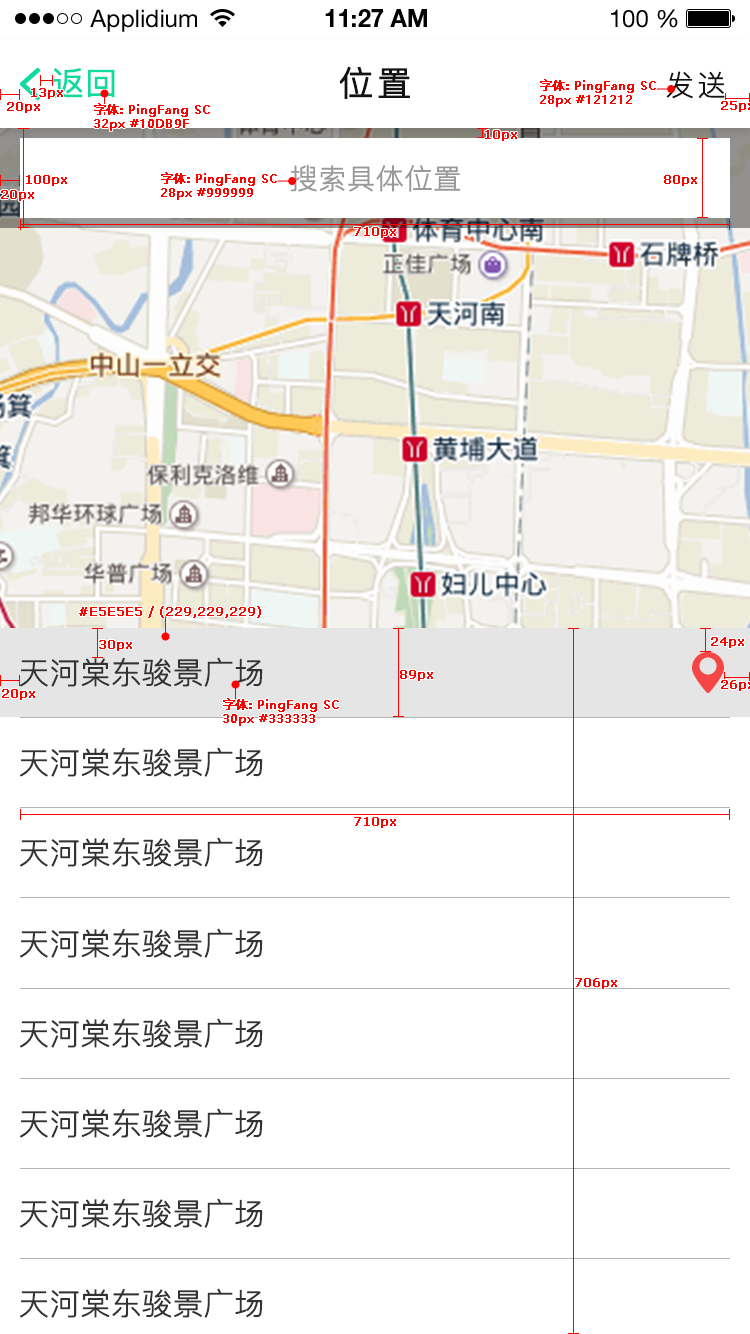 Applidium 11:27 AM 100 %
返回 位置 发送
13px
20px
字体: PingFang SC
32px #10DB9F
字体: PingFang SC
28px #121212
25px
10px
100px
20px
字体: PingFang SC
28px #999999
搜索具体位置
80px
710px
体育中心南
石牌桥
正佳广场
天河南
中山一立交
黄埔大道
保利克洛维
邦华环球广场
华普广场
妇儿中心
#E5E5E5 / (229,229,229)
30px
24px
天河棠东骏景广场
89px
20px
26px
字体: PingFang SC
30px #333333
天河棠东骏景广场
710px
天河棠东骏景广场
天河棠东骏景广场
706px
天河棠东骏景广场
天河棠东骏景广场
天河棠东骏景广场
天河棠东骏景广场